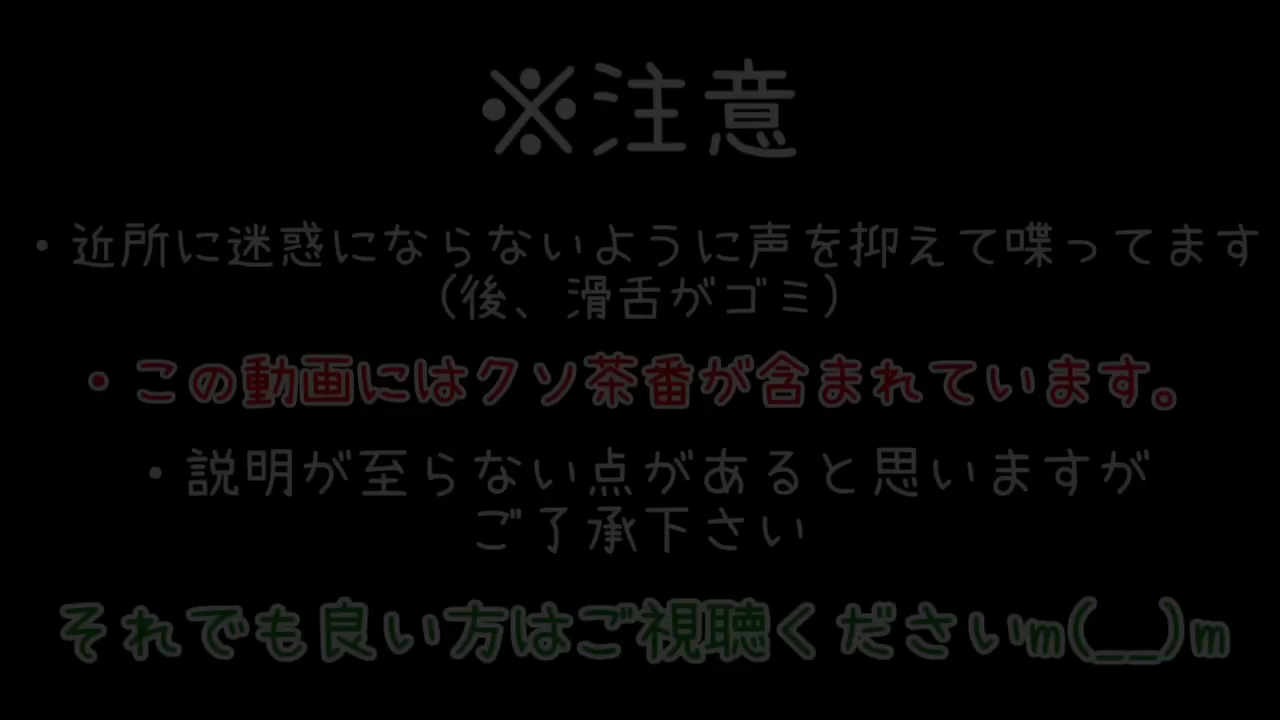 ※注意
・近所に迷惑にならないように声を抑えて喋ってます
(後、滑舌がゴミ)
・この動画にはクソ茶番が含まれています。
・説明が至らない点があると思いますが
ご了承下さい
それでも良い方はご視聴くださいm(__)m